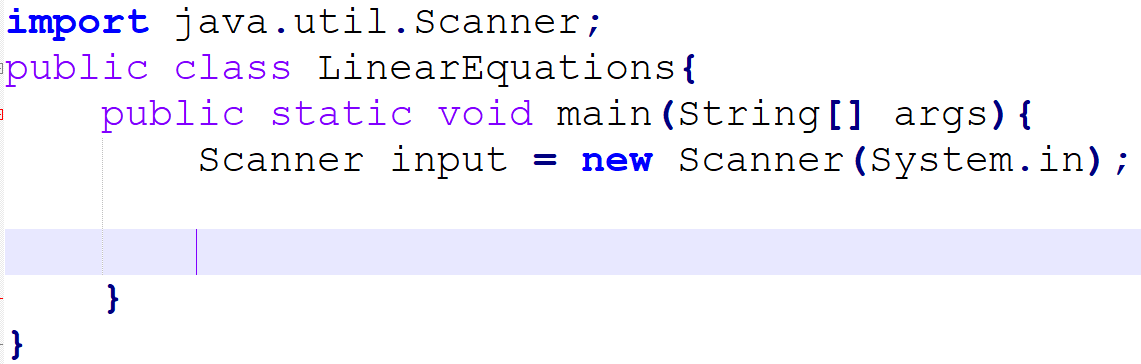 import java.util.Scanner;
public class LinearEquations{
    public static void main(String[] args){
        Scanner input = new Scanner(System.in);
    }
}